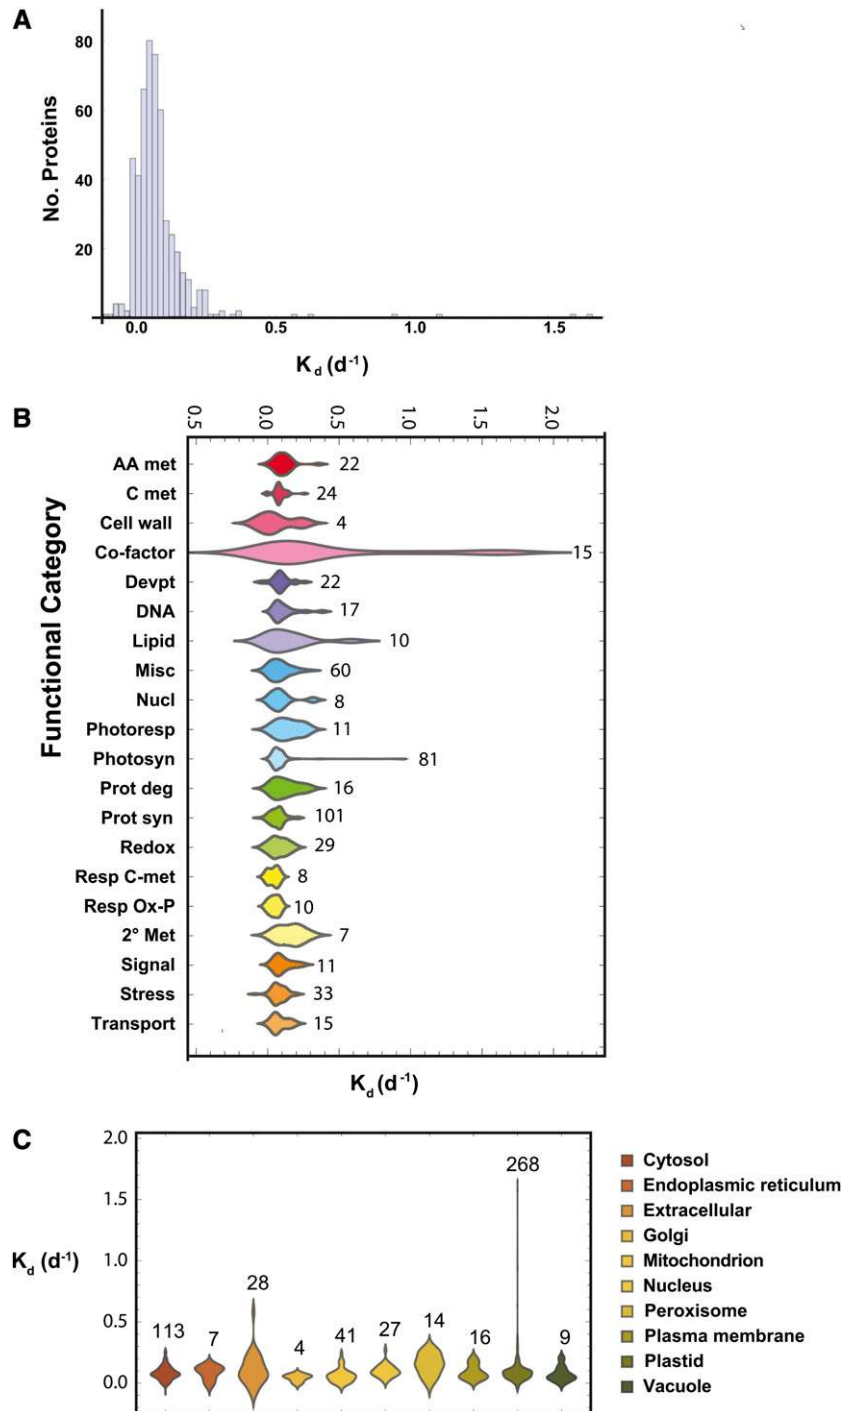 A
No. Proteins
80
60
40
20
0.0 0.5 1.0 1.5
K d (d -1)
B
0.5 0.0 0.5 1.0 1.5 2.0
Functional Category
AA met 22
C met 24
Cell wall 4
Co-factor 15
Devpt 22
DNA 17
Lipid 10
Misc 60
Nucl 8
Photoresp 11
Photosyn 81
Prot deg 16
Prot syn 101
Redox 29
Resp C-met 8
Resp Ox-P 10
2° Met 7
Signal 11
Stress 33
Transport 15
K d (d -1)
C
K d (d -1)
2.0
1.5
1.0
0.5
0.0
113 7 28 4 41 27 14 16 268 9
Cytosol
Endoplasmic reticulum
Extracellular
Golgi
Mitochondrion
Nucleus
Peroxisome
Plasma membrane
Plastid
Vacuole